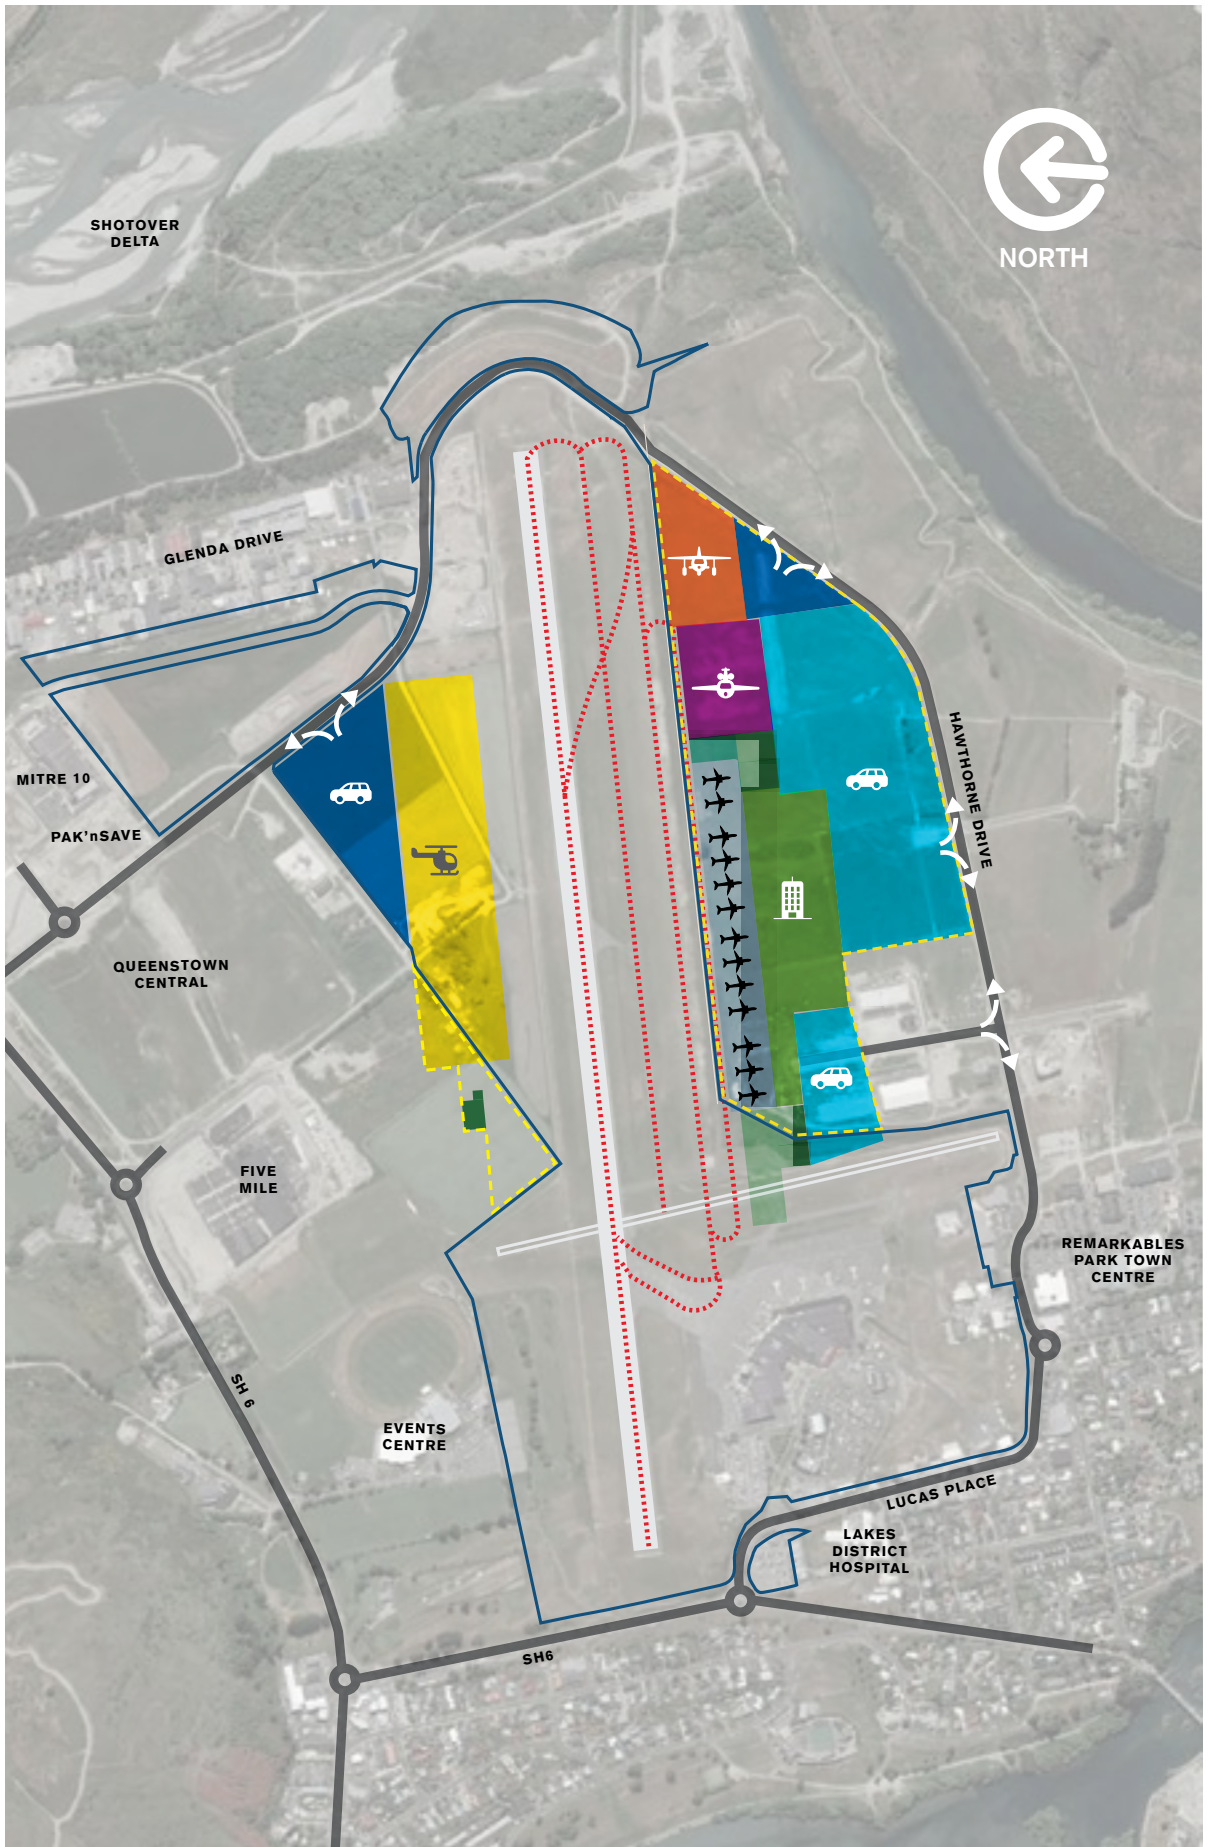 SHOTOVER
DELTA
NORTH
GLENDA DRIVE
MITRE 10
PAK'nSAVE
HAWTHORNE DRIVE
QUEENSTOWN
CENTRAL
FIVE
MILE
REMARKABLES
PARK TOWN
CENTRE
SH 6
EVENTS
CENTRE
LUCAS PLACE
LAKES
DISTRICT
HOSPITAL
SH6